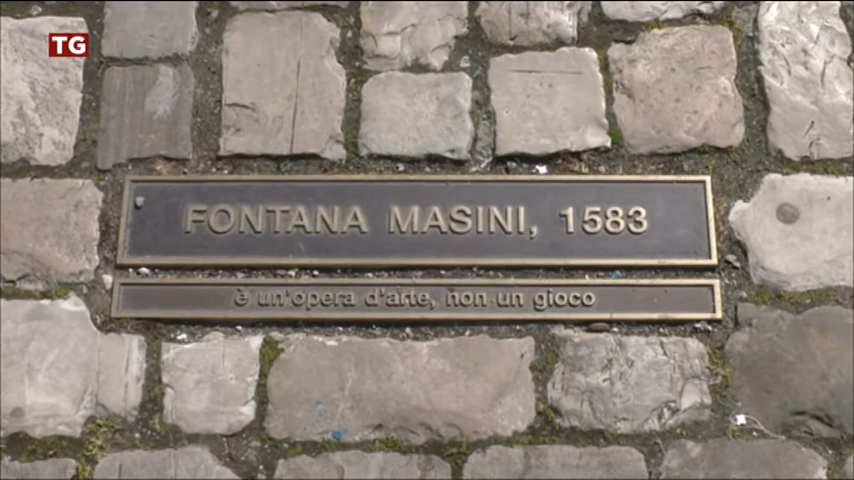 TG
FONTANA MASINI, 1583
è un'opera d'arte, non un gioco